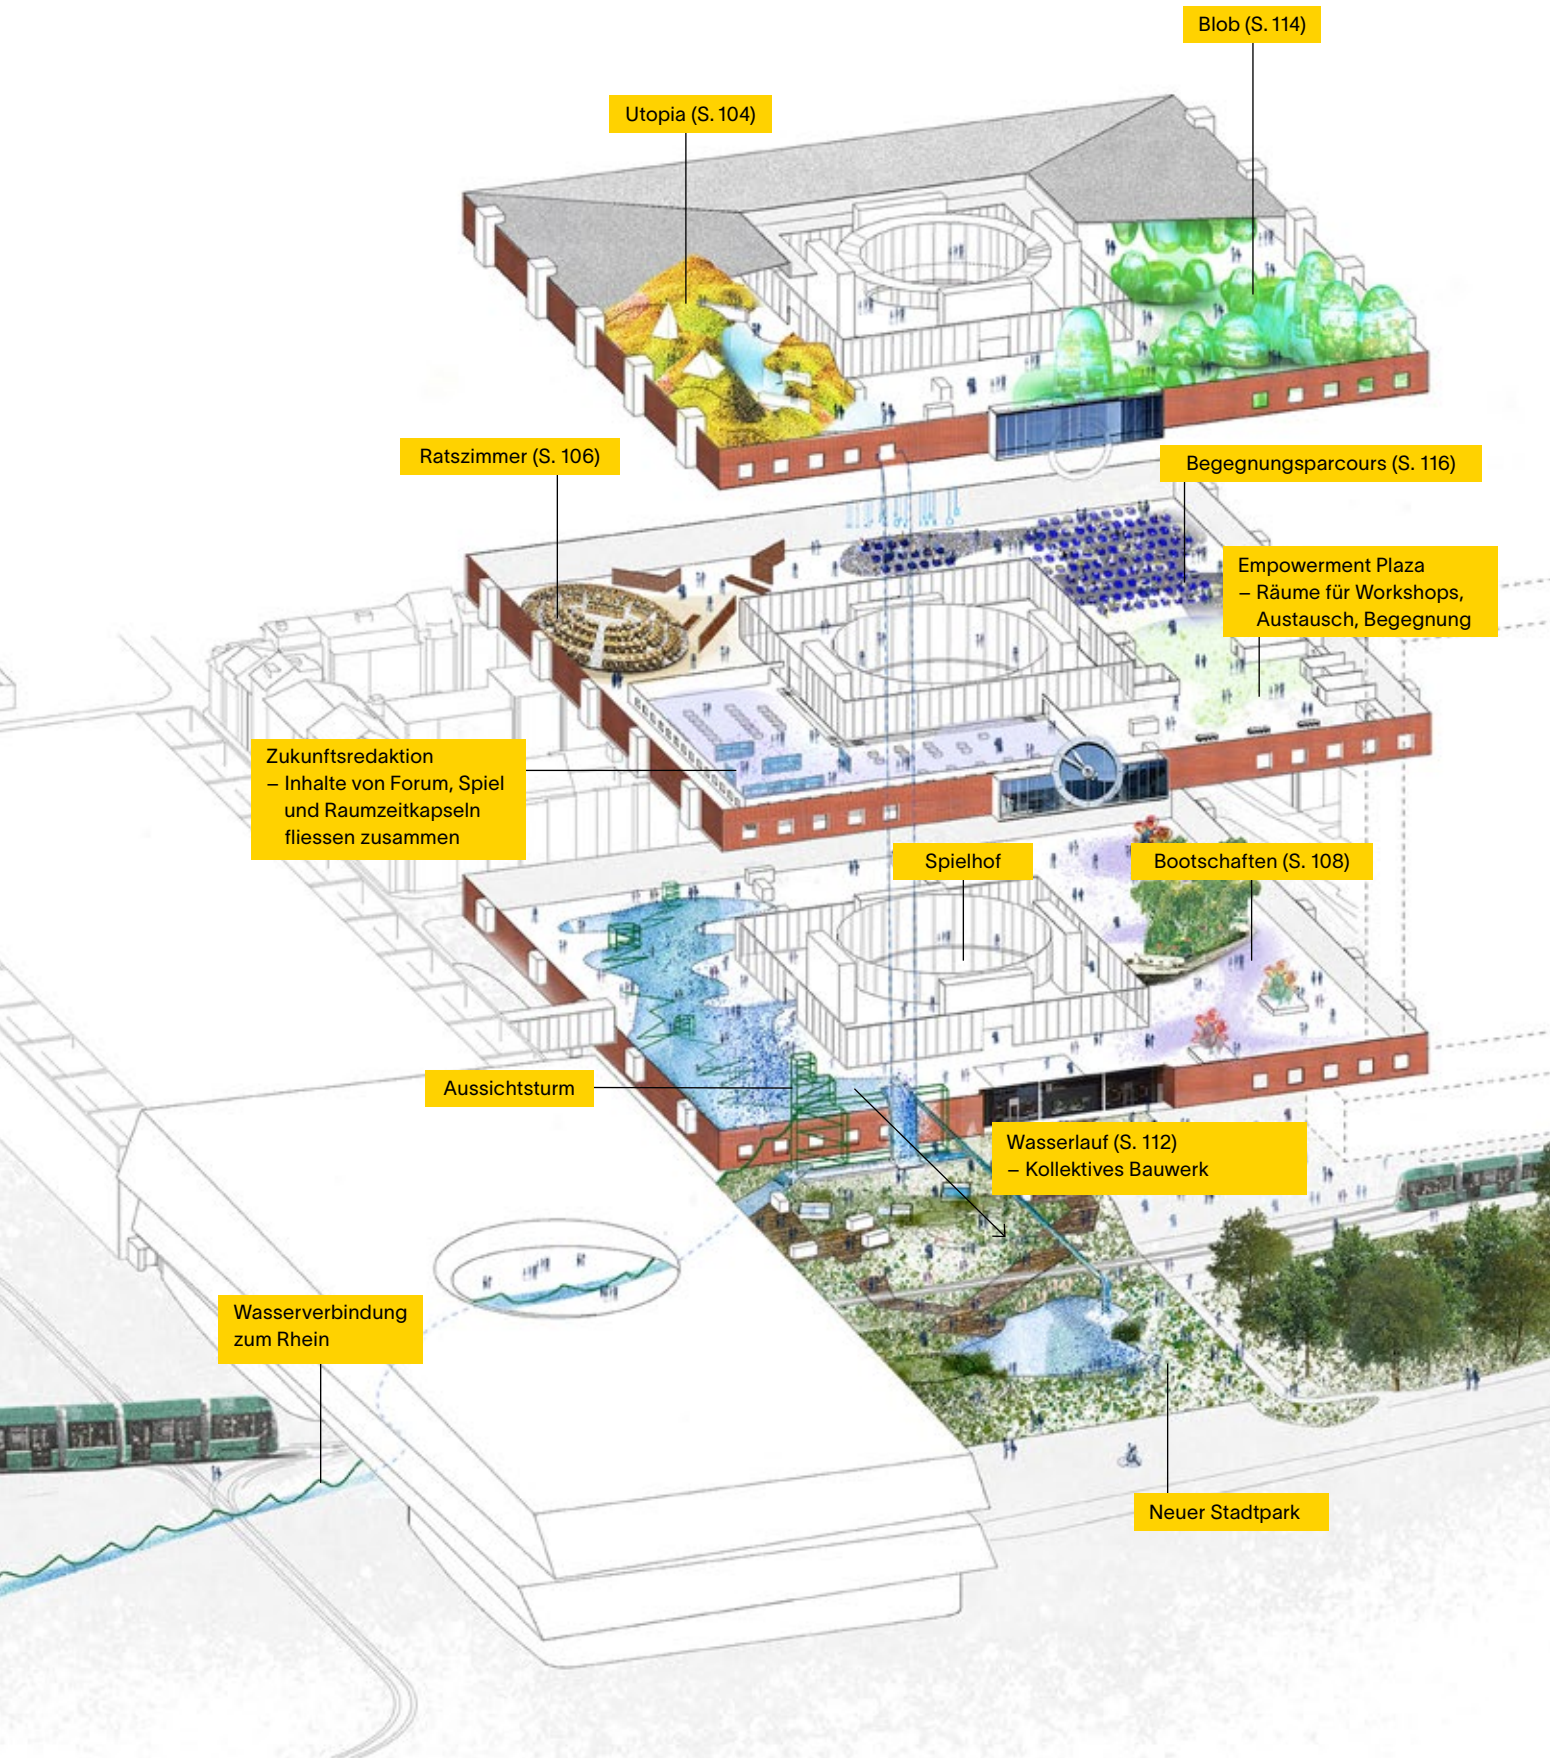 Blob (S. 114)
Utopia (S. 104)
Ratszimmer (S. 106)
Begegnungsparcours (S. 116)
Empowerment Plaza
– Räume für Workshops,
Austausch, Begegnung
Zukunftsredaktion
– Inhalte von Forum, Spiel
und Raumzeitkapseln
fliessen zusammen
Spielhof
Bootschaften (S. 108)
Aussichtsturm
Wasserlauf (S. 112)
– Kollektives Bauwerk
Wasserverbindung
zum Rhein
Neuer Stadtpark